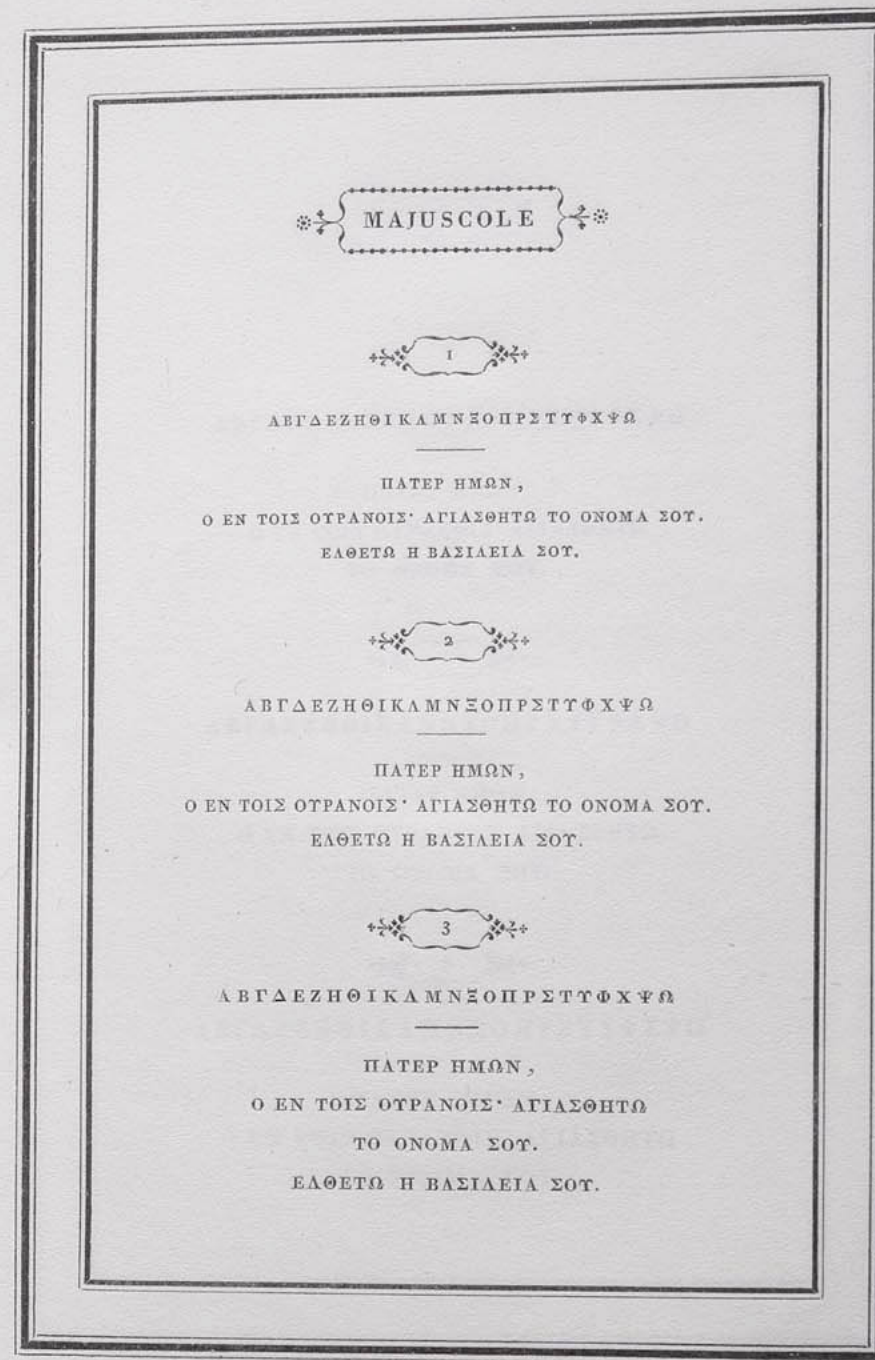 MAJUSCOLE
1
ΑΒΓΔΕΖΗΘΙΚΛΜΝΞΟΠΡΣΤΥΦΧΨΩ
ΠΑΤΕΡ ΗΜΩΝ,
Ο ΕΝ ΤΟΙΣ ΟΥΡΑΝΟΙΣ· ΑΓΙΑΣΘΗΤΩ ΤΟ ΟΝΟΜΑ ΣΟΥ.
ΕΛΘΕΤΩ Η ΒΑΣΙΛΕΙΑ ΣΟΥ.
2
ΑΒΓΔΕΖΗΘΙΚΛΜΝΞΟΠΡΣΤΥΦΧΨΩ
ΠΑΤΕΡ ΗΜΩΝ,
Ο ΕΝ ΤΟΙΣ ΟΥΡΑΝΟΙΣ· ΑΓΙΑΣΘΗΤΩ ΤΟ ΟΝΟΜΑ ΣΟΥ.
ΕΛΘΕΤΩ Η ΒΑΣΙΛΕΙΑ ΣΟΥ.
3
ΑΒΓΔΕΖΗΘΙΚΛΜΝΞΟΠΡΣΤΥΦΧΨΩ
ΠΑΤΕΡ ΗΜΩΝ,
Ο ΕΝ ΤΟΙΣ ΟΥΡΑΝΟΙΣ· ΑΓΙΑΣΘΗΤΩ
ΤΟ ΟΝΟΜΑ ΣΟΥ.
ΕΛΘΕΤΩ Η ΒΑΣΙΛΕΙΑ ΣΟΥ.